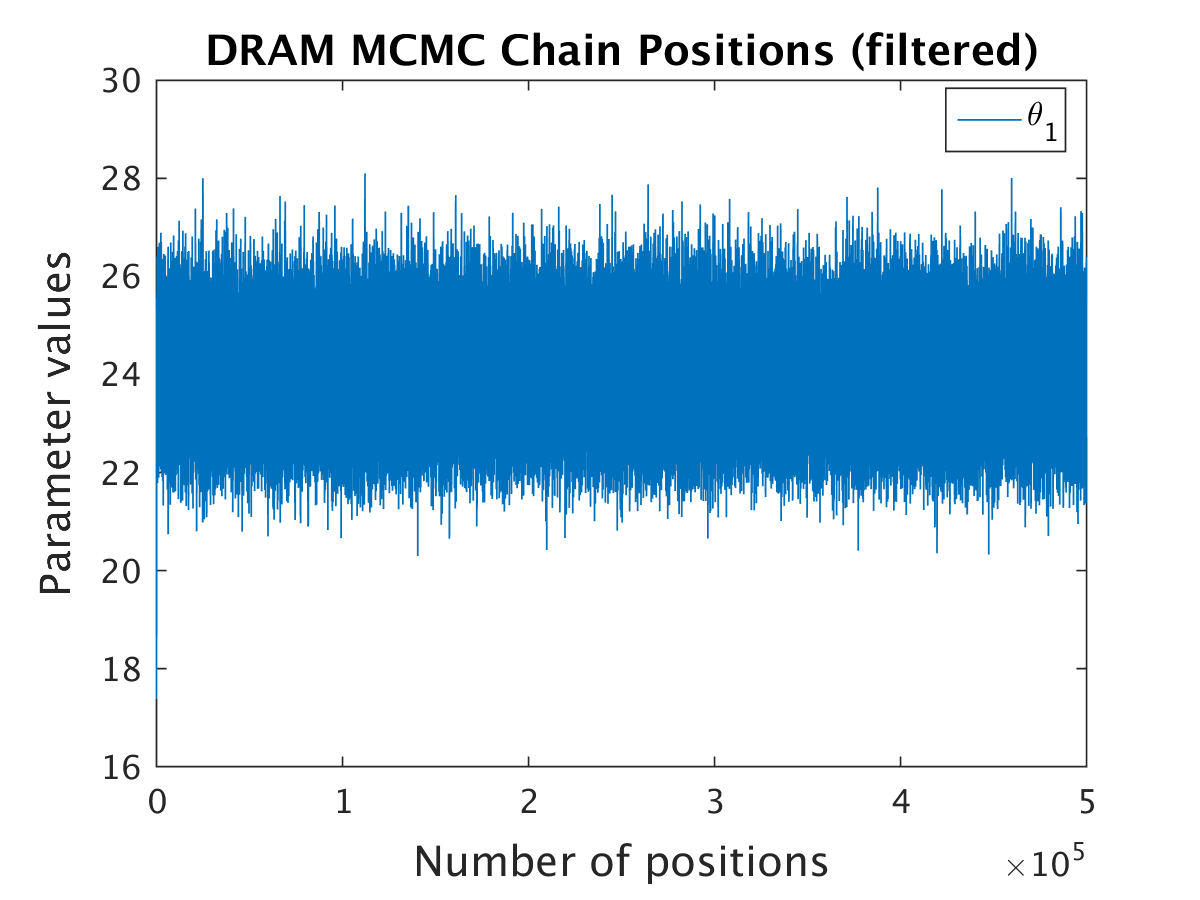 DRAM MCMC Chain Positions (filtered)
θ1
30
28
26
24
22
20
18
16
Parameter values
0 1 2 3 4 5
×10^5
Number of positions